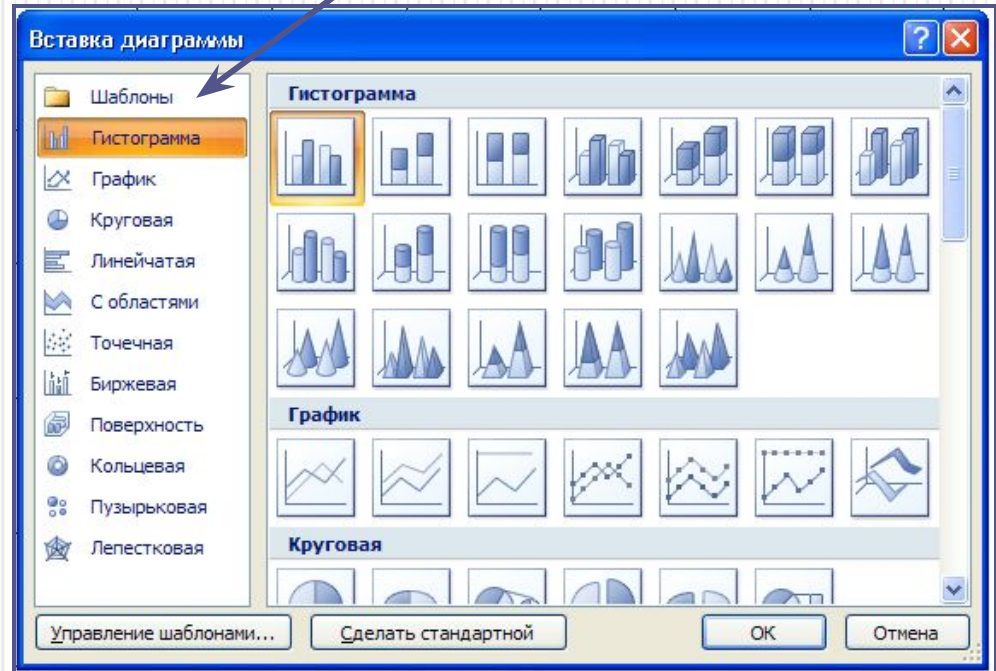 Вставка диаграммы
Шаблоны
Гистограмма
График
Круговая
Линейчатая
С областями
Точечная
Биржевая
Поверхность
Кольцевая
Пузырьковая
Лепестковая
Гистограмма
График
Круговая
Управление шаблонами...
Сделать стандартной
ОК
Отмена